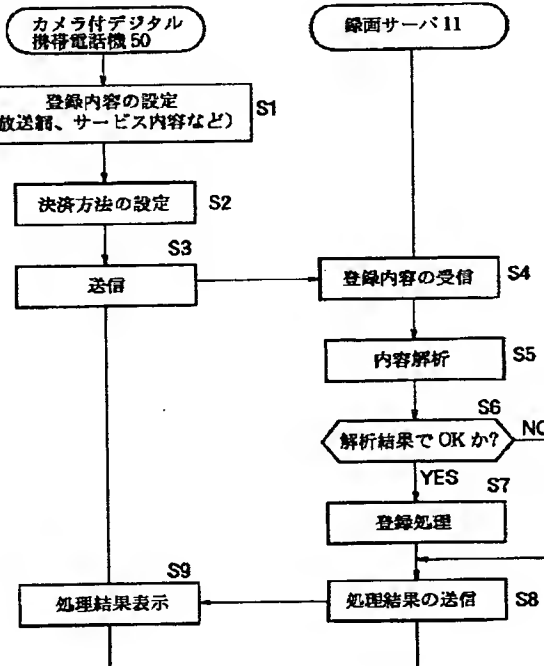 カメラ付デジタル
携帯電話機 50
録画サーバ 11
登録内容の設定
放送網、サービス内容など)
S1
決済方法の設定
S2
S3
送信
登録内容の受信
S4
内容解析
S5
S6
解析結果で OK か?
NO
YES
S7
登録処理
S9
処理結果表示
処理結果の送信
S8